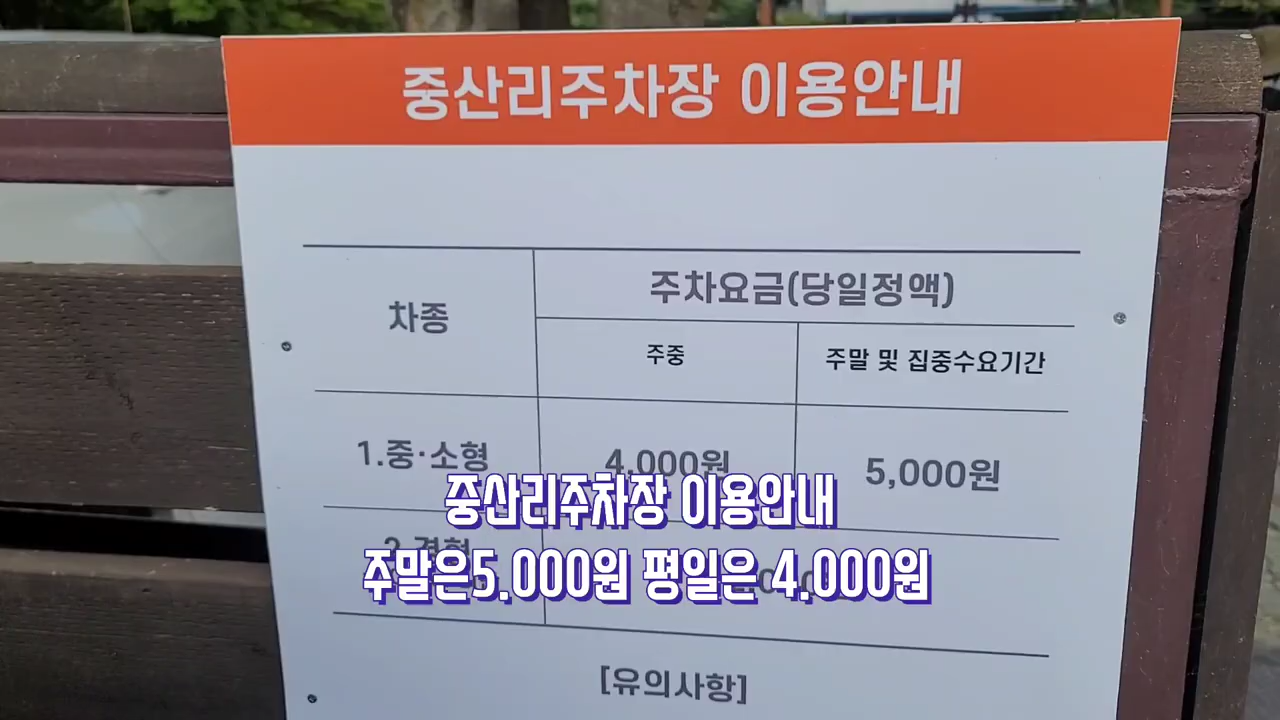 중산리주차장 이용안내
차종
주차요금(당일정액)
주중
주말 및 집중수요기간
1.중·소형
4,000원
5,000원
2.경형
[유의사항]
중산리주차장 이용안내
주말은5.000원 평일은 4.000원